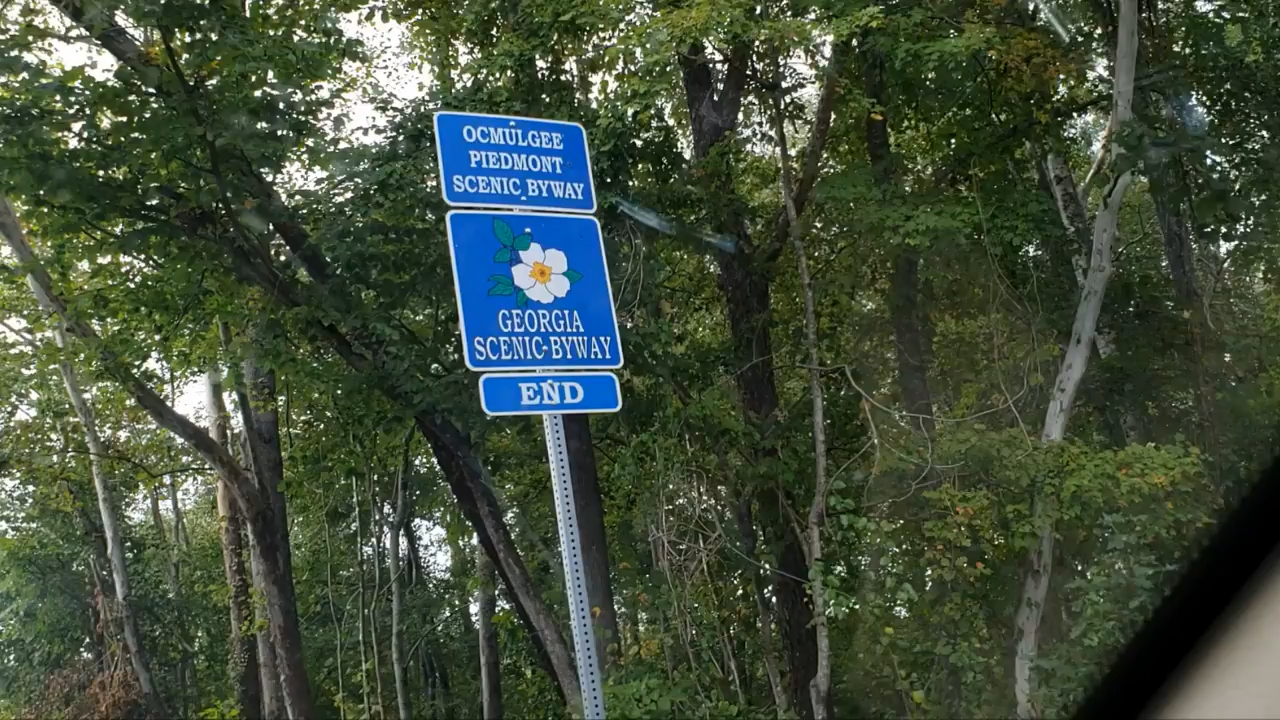 OCMULGEE
PIEDMONT
SCENIC BYWAY
GEORGIA
SCENIC BYWAY
END